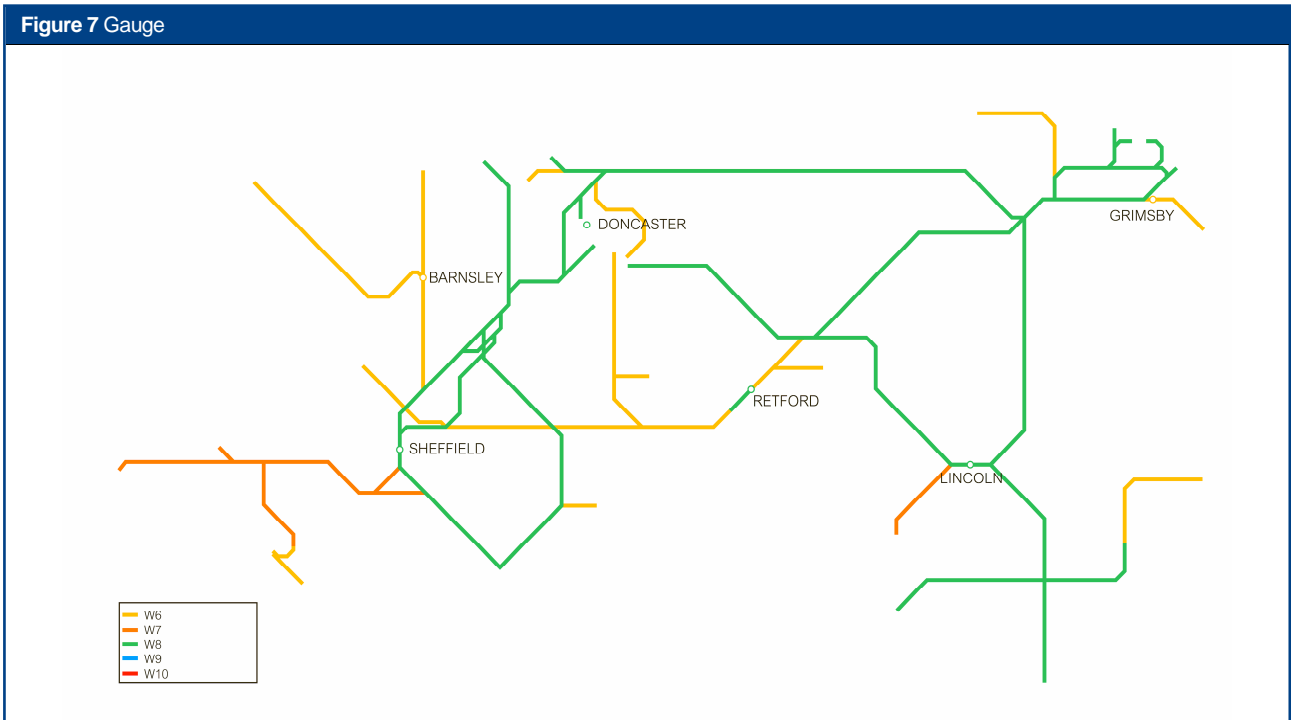 Figure 7 Gauge
GRIMSBY
DONCASTER
BARNSLEY
RETFORD
SHEFFIELD
LINCOLN
W6
W7
W8
W9
W10